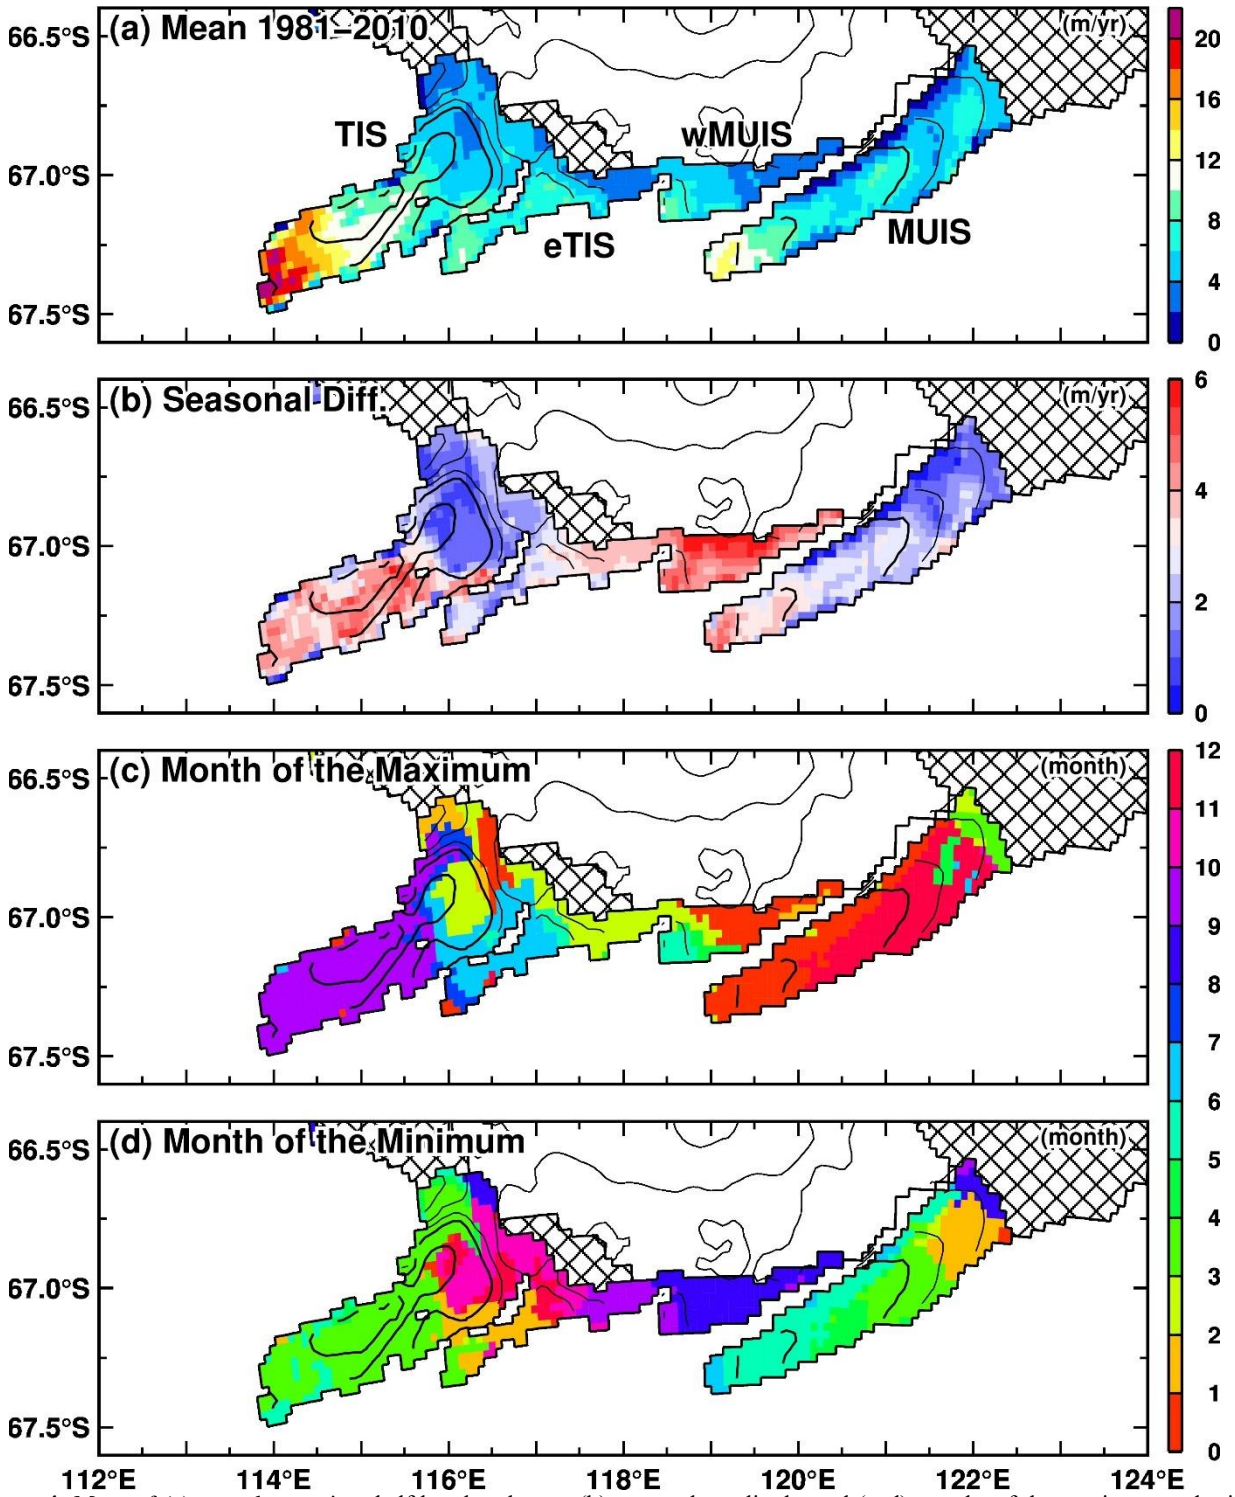 (a) Mean 1981−2010
(m/yr)
66.5°S
67.0°S
67.5°S
TIS
eTIS
wMUIS
MUIS
20
16
12
8
4
0
(b) Seasonal Diff.
(m/yr)
66.5°S
67.0°S
67.5°S
6
4
2
0
(c) Month of the Maximum
(month)
66.5°S
67.0°S
67.5°S
(d) Month of the Minimum
(month)
66.5°S
67.0°S
67.5°S
12
11
10
9
8
7
6
5
4
3
2
1
0
112°E
114°E
116°E
118°E
120°E
122°E
124°E